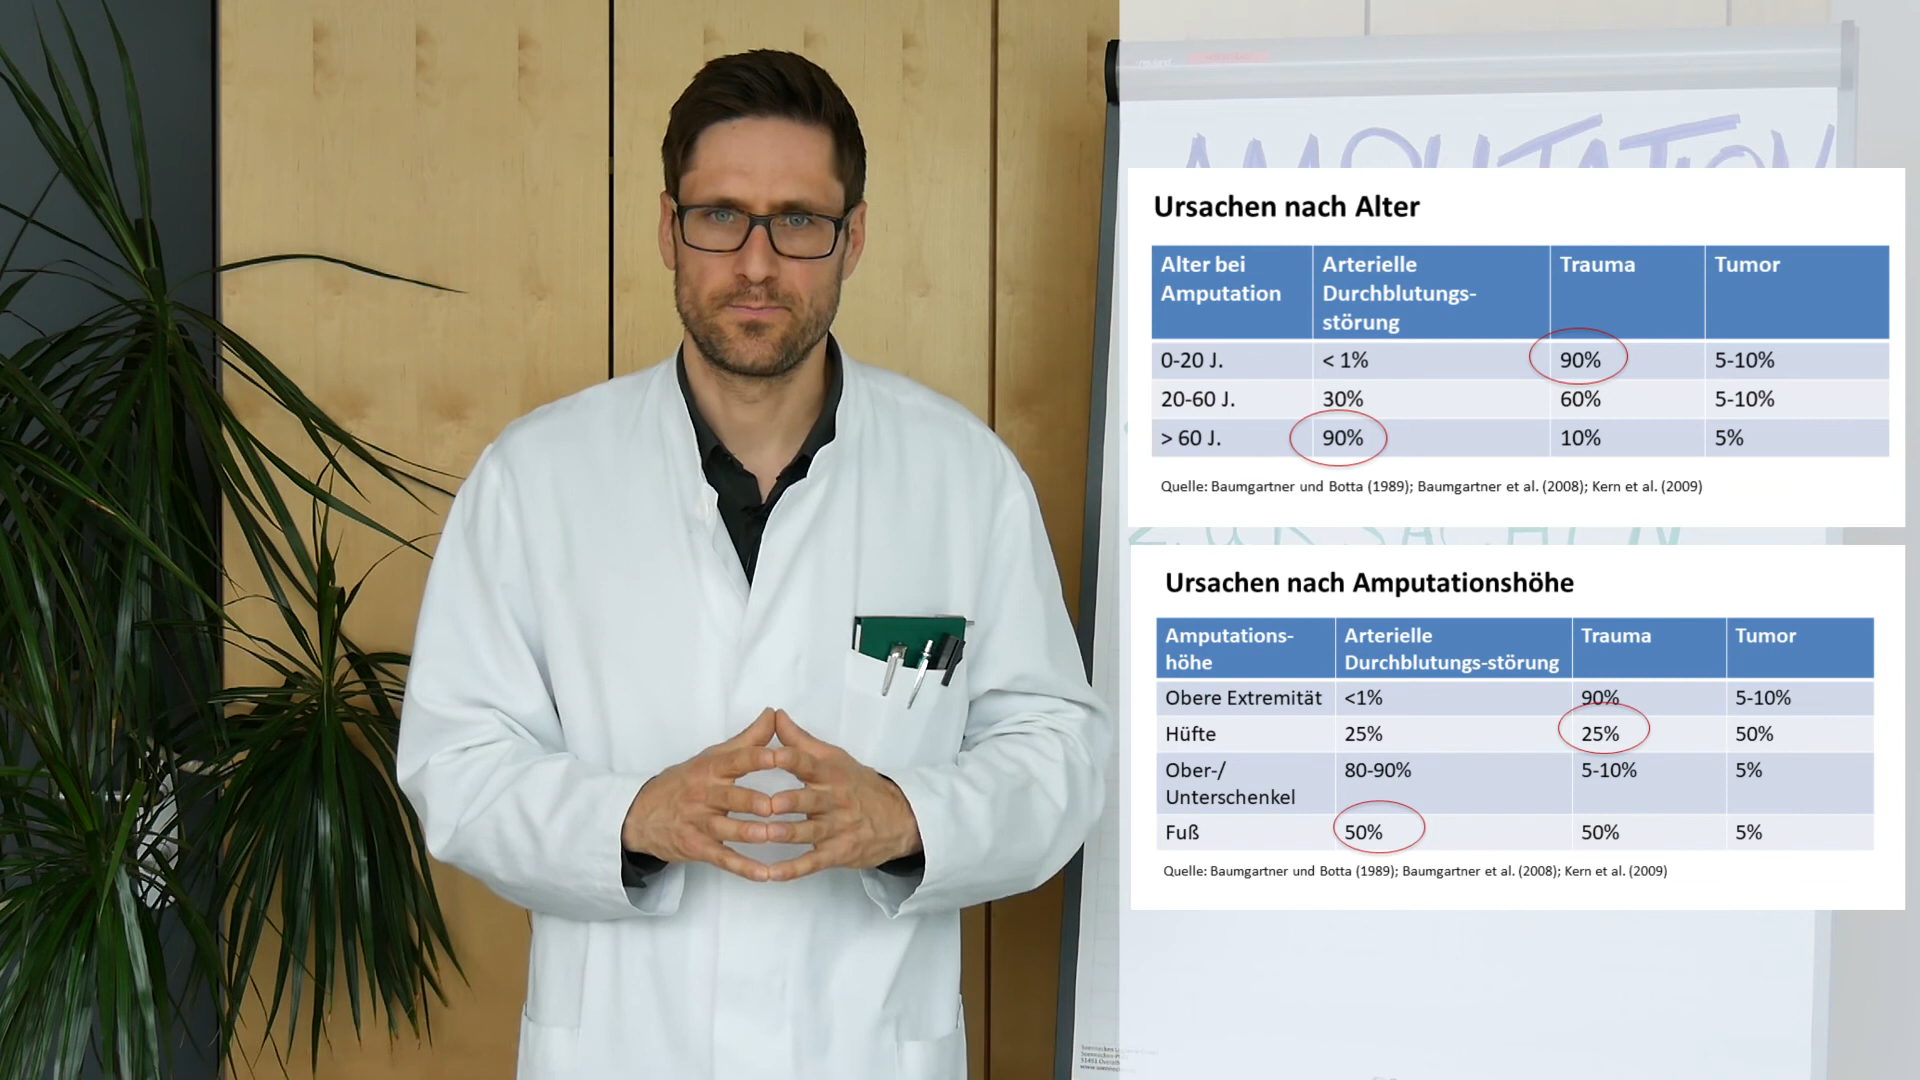 AMPUTATION
Ursachen nach Alter
Alter bei Amputation | Arterielle Durchblutungs-störung | Trauma | Tumor
0-20 J. | < 1% | 90% | 5-10%
20-60 J. | 30% | 60% | 5-10%
> 60 J. | 90% | 10% | 5%
Quelle: Baumgartner und Botta (1989); Baumgartner et al. (2008); Kern et al. (2009)
2. URSACHEN
Ursachen nach Amputationshöhe
Amputations-höhe | Arterielle Durchblutungs-störung | Trauma | Tumor
Obere Extremität | <1% | 90% | 5-10%
Hüfte | 25% | 25% | 50%
Ober-/ Unterschenkel | 80-90% | 5-10% | 5%
Fuß | 50% | 50% | 5%
Quelle: Baumgartner und Botta (1989); Baumgartner et al. (2008); Kern et al. (2009)